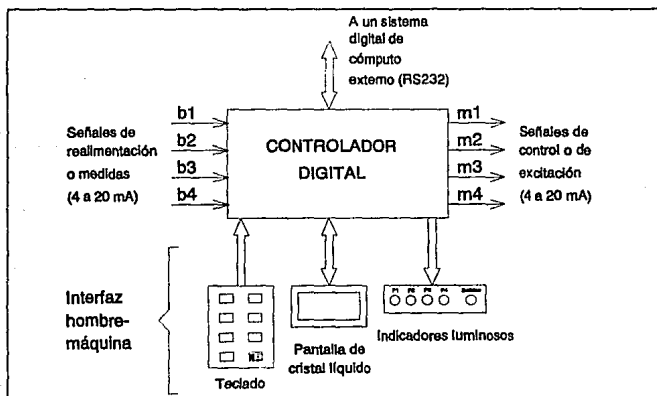 A un sistema
digital de
cómputo
externo (RS232)
Señales de
realimentación
o medidas
(4 a 20 mA)
b1
b2
b3
b4
CONTROLADOR
DIGITAL
m1
m2
m3
m4
Señales de
control o de
excitación
(4 a 20 mA)
Interfaz
hombre-
máquina
Teclado
Pantalla de
cristal líquido
P1 P2 P3 P4
Indicadores luminosos